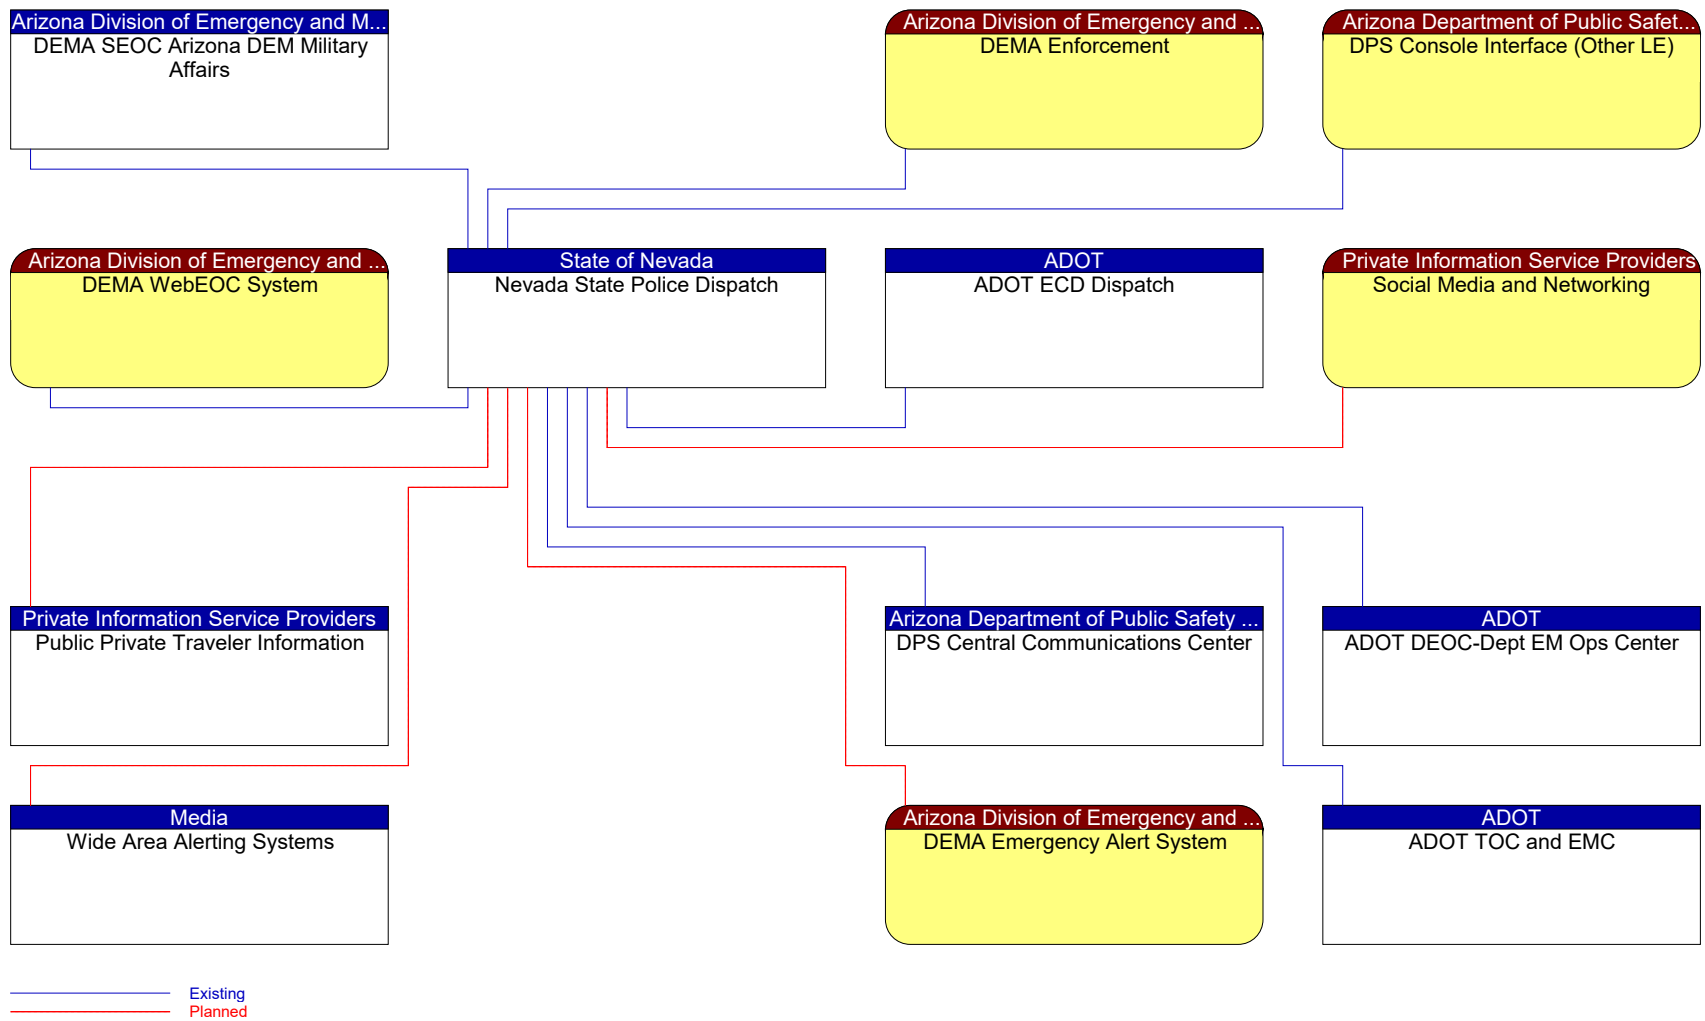 Arizona Division of Emergency and M...
DEMA SEOC Arizona DEM Military
Affairs
Arizona Division of Emergency and ...
DEMA Enforcement
Arizona Department of Public Safet...
DPS Console Interface (Other LE)
Arizona Division of Emergency and ...
DEMA WebEOC System
State of Nevada
Nevada State Police Dispatch
ADOT
ADOT ECD Dispatch
Private Information Service Providers
Social Media and Networking
Private Information Service Providers
Public Private Traveler Information
Arizona Department of Public Safety ...
DPS Central Communications Center
ADOT
ADOT DEOC-Dept EM Ops Center
Media
Wide Area Alerting Systems
Arizona Division of Emergency and ...
DEMA Emergency Alert System
ADOT
ADOT TOC and EMC
Existing
Planned